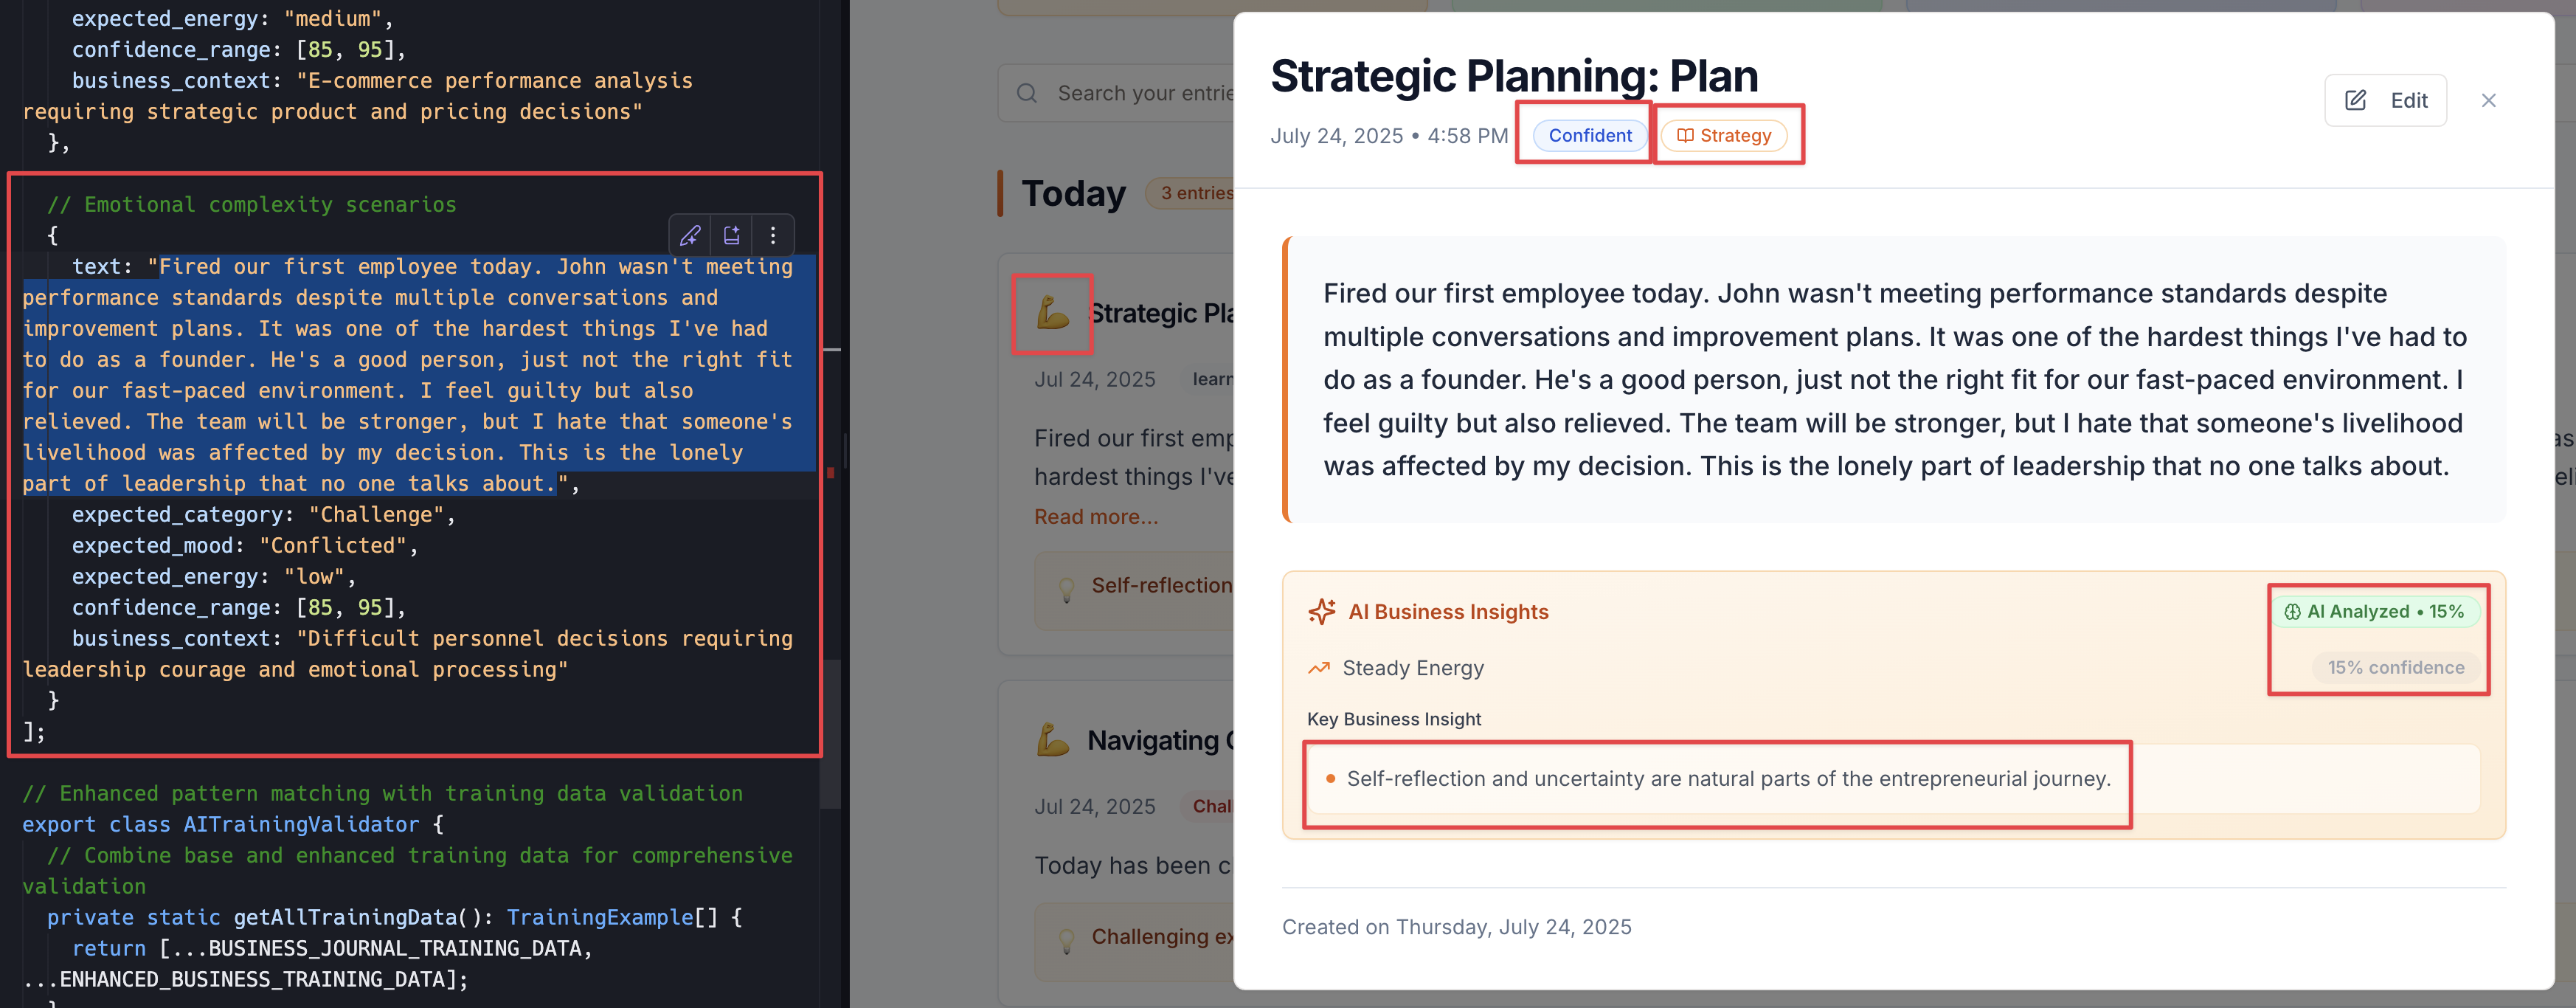 expected_energy: "medium",
confidence_range: [85, 95],
business_context: "E-commerce performance analysis
requiring strategic product and pricing decisions"
},
// Emotional complexity scenarios
{
text: "Fired our first employee today. John wasn't meeting
performance standards despite multiple conversations and
improvement plans. It was one of the hardest things I've had
to do as a founder. He's a good person, just not the right fit
for our fast-paced environment. I feel guilty but also
relieved. The team will be stronger, but I hate that someone's
livelihood was affected by my decision. This is the lonely
part of leadership that no one talks about.",
expected_category: "Challenge",
expected_mood: "Conflicted",
expected_energy: "low",
confidence_range: [85, 95],
business_context: "Difficult personnel decisions requiring
leadership courage and emotional processing"
}
];
// Enhanced pattern matching with training data validation
export class AITrainingValidator {
// Combine base and enhanced training data for comprehensive
validation
private static getAllTrainingData(): TrainingExample[] {
return [...BUSINESS_JOURNAL_TRAINING_DATA,
...ENHANCED_BUSINESS_TRAINING_DATA];
Search your entrie
Today
3 entries
Strategic Pla
Jul 24, 2025 learn
Fired our first emp
hardest things I've
Read more...
Self-reflection
Navigating
Jul 24, 2025 Chall
Today has been c
Challenging ex
Strategic Planning: Plan
July 24, 2025 • 4:58 PM
Confident
Strategy
Edit
Fired our first employee today. John wasn't meeting performance standards despite
multiple conversations and improvement plans. It was one of the hardest things I've had to
do as a founder. He's a good person, just not the right fit for our fast-paced environment. I
feel guilty but also relieved. The team will be stronger, but I hate that someone's livelihood
was affected by my decision. This is the lonely part of leadership that no one talks about.
AI Business Insights
AI Analyzed • 15%
Steady Energy
15% confidence
Key Business Insight
• Self-reflection and uncertainty are natural parts of the entrepreneurial journey.
Created on Thursday, July 24, 2025